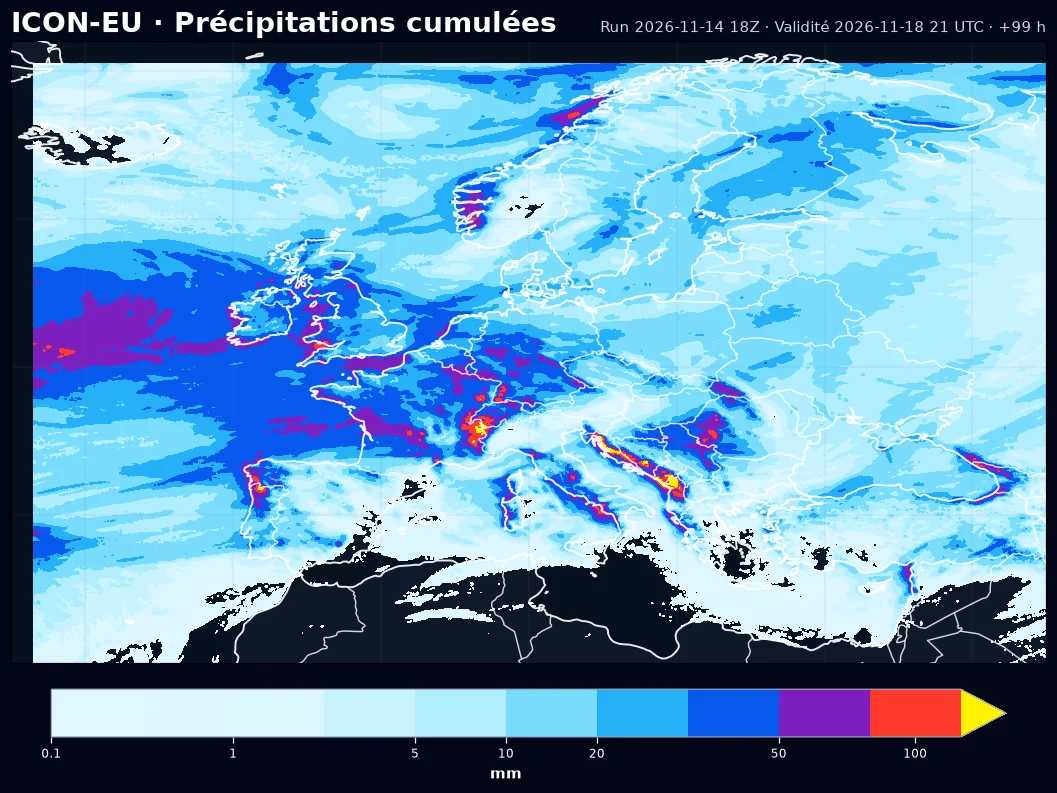 ICON-EU · Précipitations cumulées
Run 2026-11-14 18Z · Validité 2026-11-18 21 UTC · +99 h
0.1 1 5 10 20 50 100
mm